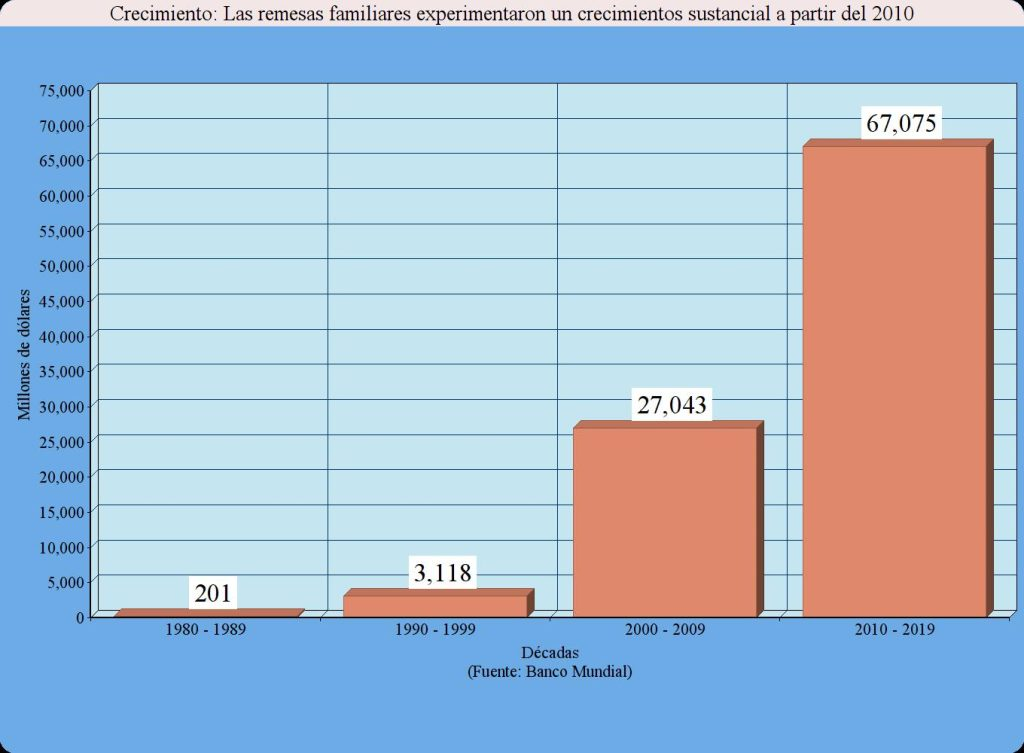 Crecimiento: Las remesas familiares experimentaron un crecimientos sustancial a partir del 2010
75,000
70,000
65,000
60,000
55,000
50,000
45,000
40,000
35,000
30,000
25,000
20,000
15,000
10,000
5,000
0
Millones de dólares
201
3,118
27,043
67,075
1980 - 1989
1990 - 1999
2000 - 2009
2010 - 2019
Décadas
(Fuente: Banco Mundial)